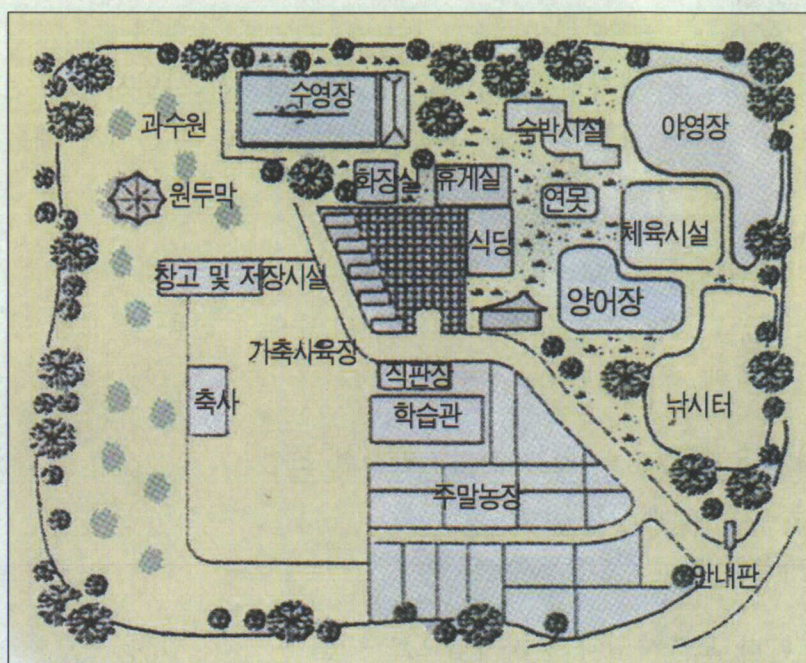 수영장
과수원
숙박시설
야영장
화장실
휴게실
원두막
연못
식당
체육시설
창고 및 저장시설
양어장
가축사육장
직판장
축사
낚시터
학습관
주말농장
안내판